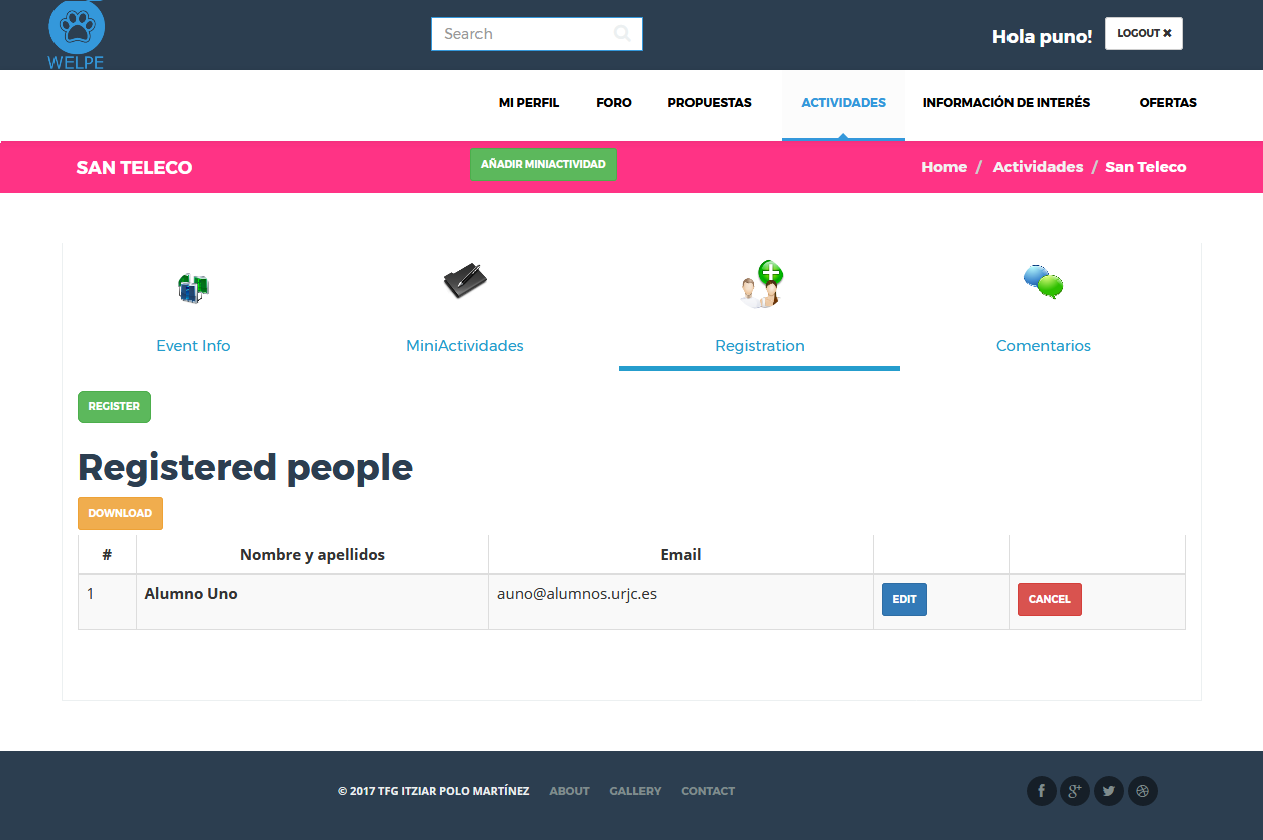 WELPE
Search
Hola puno!
LOGOUT ✖
MI PERFIL FORO PROPUESTAS ACTIVIDADES INFORMACIÓN DE INTERÉS OFERTAS
SAN TELECO
AÑADIR MINIACTIVIDAD
Home / Actividades / San Teleco
Event Info MiniActividades Registration Comentarios
REGISTER
Registered people
DOWNLOAD
# Nombre y apellidos Email
1 Alumno Uno auno@alumnos.urjc.es EDIT CANCEL
© 2017 TFG ITZIAR POLO MARTÍNEZ ABOUT GALLERY CONTACT